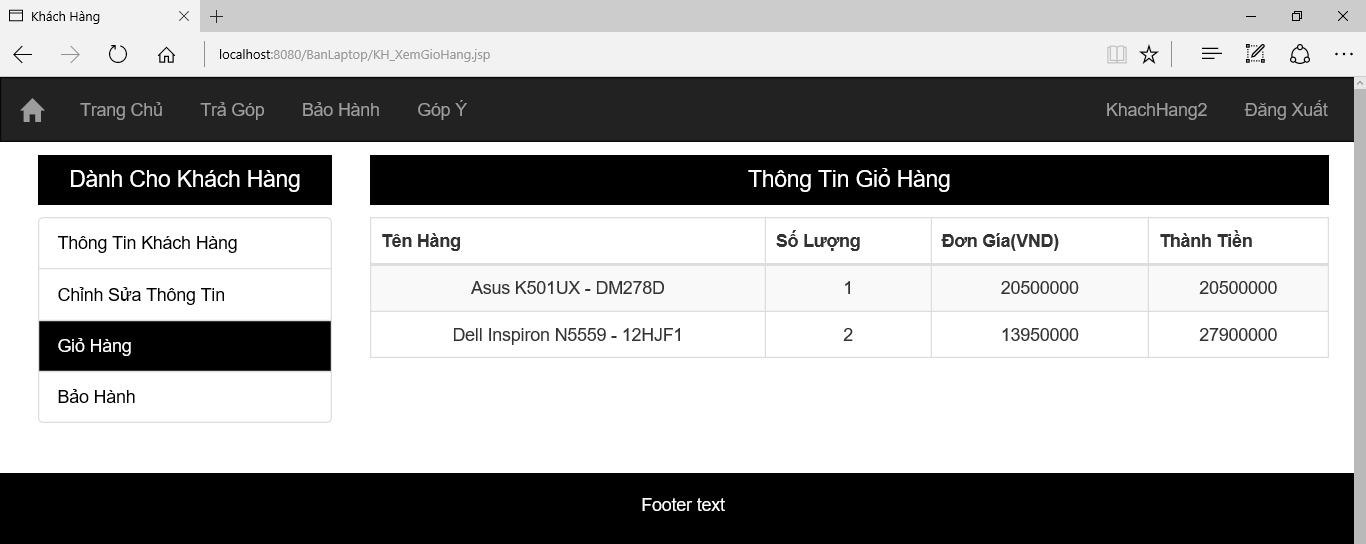 Khách Hàng
localhost:8080/BanLaptop/KH_XemGioHang.jsp
Trang Chủ Trả Góp Bảo Hành Góp Ý KhachHang2 Đăng Xuất
Dành Cho Khách Hàng
Thông Tin Khách Hàng
Chỉnh Sửa Thông Tin
Giỏ Hàng
Bảo Hành
Thông Tin Giỏ Hàng
Tên Hàng Số Lượng Đơn Gía(VND) Thành Tiền
Asus K501UX - DM278D 1 20500000 20500000
Dell Inspiron N5559 - 12HJF1 2 13950000 27900000
Footer text